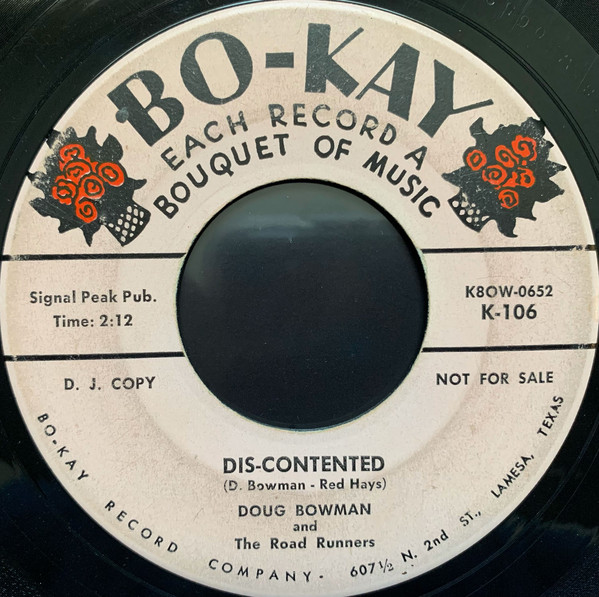 BO-KAY
EACH RECORD A
BOUQUET OF MUSIC
Signal Peak Pub.
Time: 2:12
K8OW-0652
K-106
D. J. COPY
NOT FOR SALE
DIS-CONTENTED
(D. Bowman - Red Hays)
DOUG BOWMAN
and
The Road Runners
BO-KAY RECORD COMPANY - 607½ N. 2nd ST., LAMESA, TEXAS